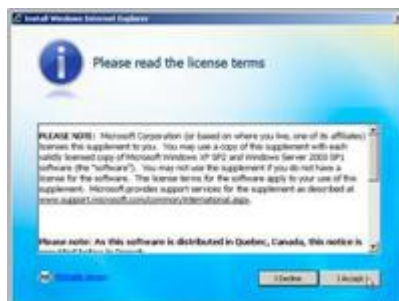 Install Windows Internet Explorer
Please read the license terms
PLEASE NOTE: Microsoft Corporation (or based on where you live, one of its affiliates)
licenses this supplement to you. You may use a copy of this supplement with each
validly licensed copy of Microsoft Windows XP SP2 and Windows Server 2003 SP1
software (the "software"). You may not use the supplement if you do not have a
license for the software. The license terms for the software apply to your use of this
supplement. Microsoft provides support services for the supplement as described at
www.support.microsoft.com/common/international.aspx.
Please note: As this software is distributed in Quebec, Canada, this notice is
provided below in French.
I Decline
I Accept